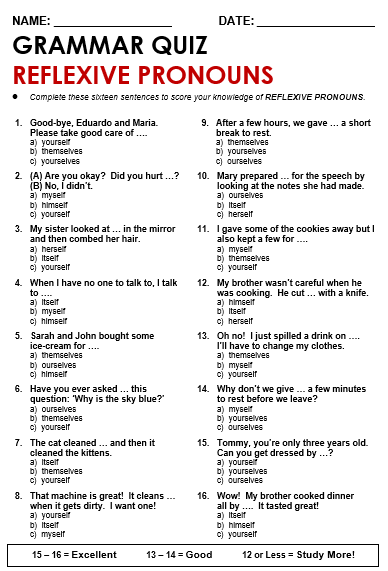 NAME: ____________________ DATE: ____________________
GRAMMAR QUIZ
REFLEXIVE PRONOUNS
● Complete these sixteen sentences to score your knowledge of REFLEXIVE PRONOUNS.
1. Good-bye, Eduardo and Maria.
Please take good care of ….
a) yourself
b) themselves
c) yourselves
2. (A) Are you okay? Did you hurt …?
(B) No, I didn't.
a) myself
b) himself
c) yourself
3. My sister looked at … in the mirror
and then combed her hair.
a) herself
b) itself
c) yourself
4. When I have no one to talk to, I talk
to ….
a) itself
b) myself
c) himself
5. Sarah and John bought some
ice-cream for ….
a) themselves
b) ourselves
c) himself
6. Have you ever asked … this
question: 'Why is the sky blue?'
a) ourselves
b) themselves
c) yourself
7. The cat cleaned … and then it
cleaned the kittens.
a) itself
b) themselves
c) yourself
8. That machine is great! It cleans …
when it gets dirty. I want one!
a) yourself
b) itself
c) myself
9. After a few hours, we gave … a short
break to rest.
a) themselves
b) yourselves
c) ourselves
10. Mary prepared … for the speech by
looking at the notes she had made.
a) ourselves
b) itself
c) herself
11. I gave some of the cookies away but I
also kept a few for ….
a) myself
b) themselves
c) yourself
12. My brother wasn't careful when he
was cooking. He cut … with a knife.
a) himself
b) itself
c) herself
13. Oh no! I just spilled a drink on ….
I'll have to change my clothes.
a) themselves
b) myself
c) yourself
14. Why don't we give … a few minutes
to rest before we leave?
a) myself
b) yourselves
c) ourselves
15. Tommy, you're only three years old.
Can you get dressed by …?
a) yourself
b) yourselves
c) ourselves
16. Wow! My brother cooked dinner
all by …. It tasted great!
a) itself
b) himself
c) yourself
15 – 16 = Excellent 13 – 14 = Good 12 or Less = Study More!